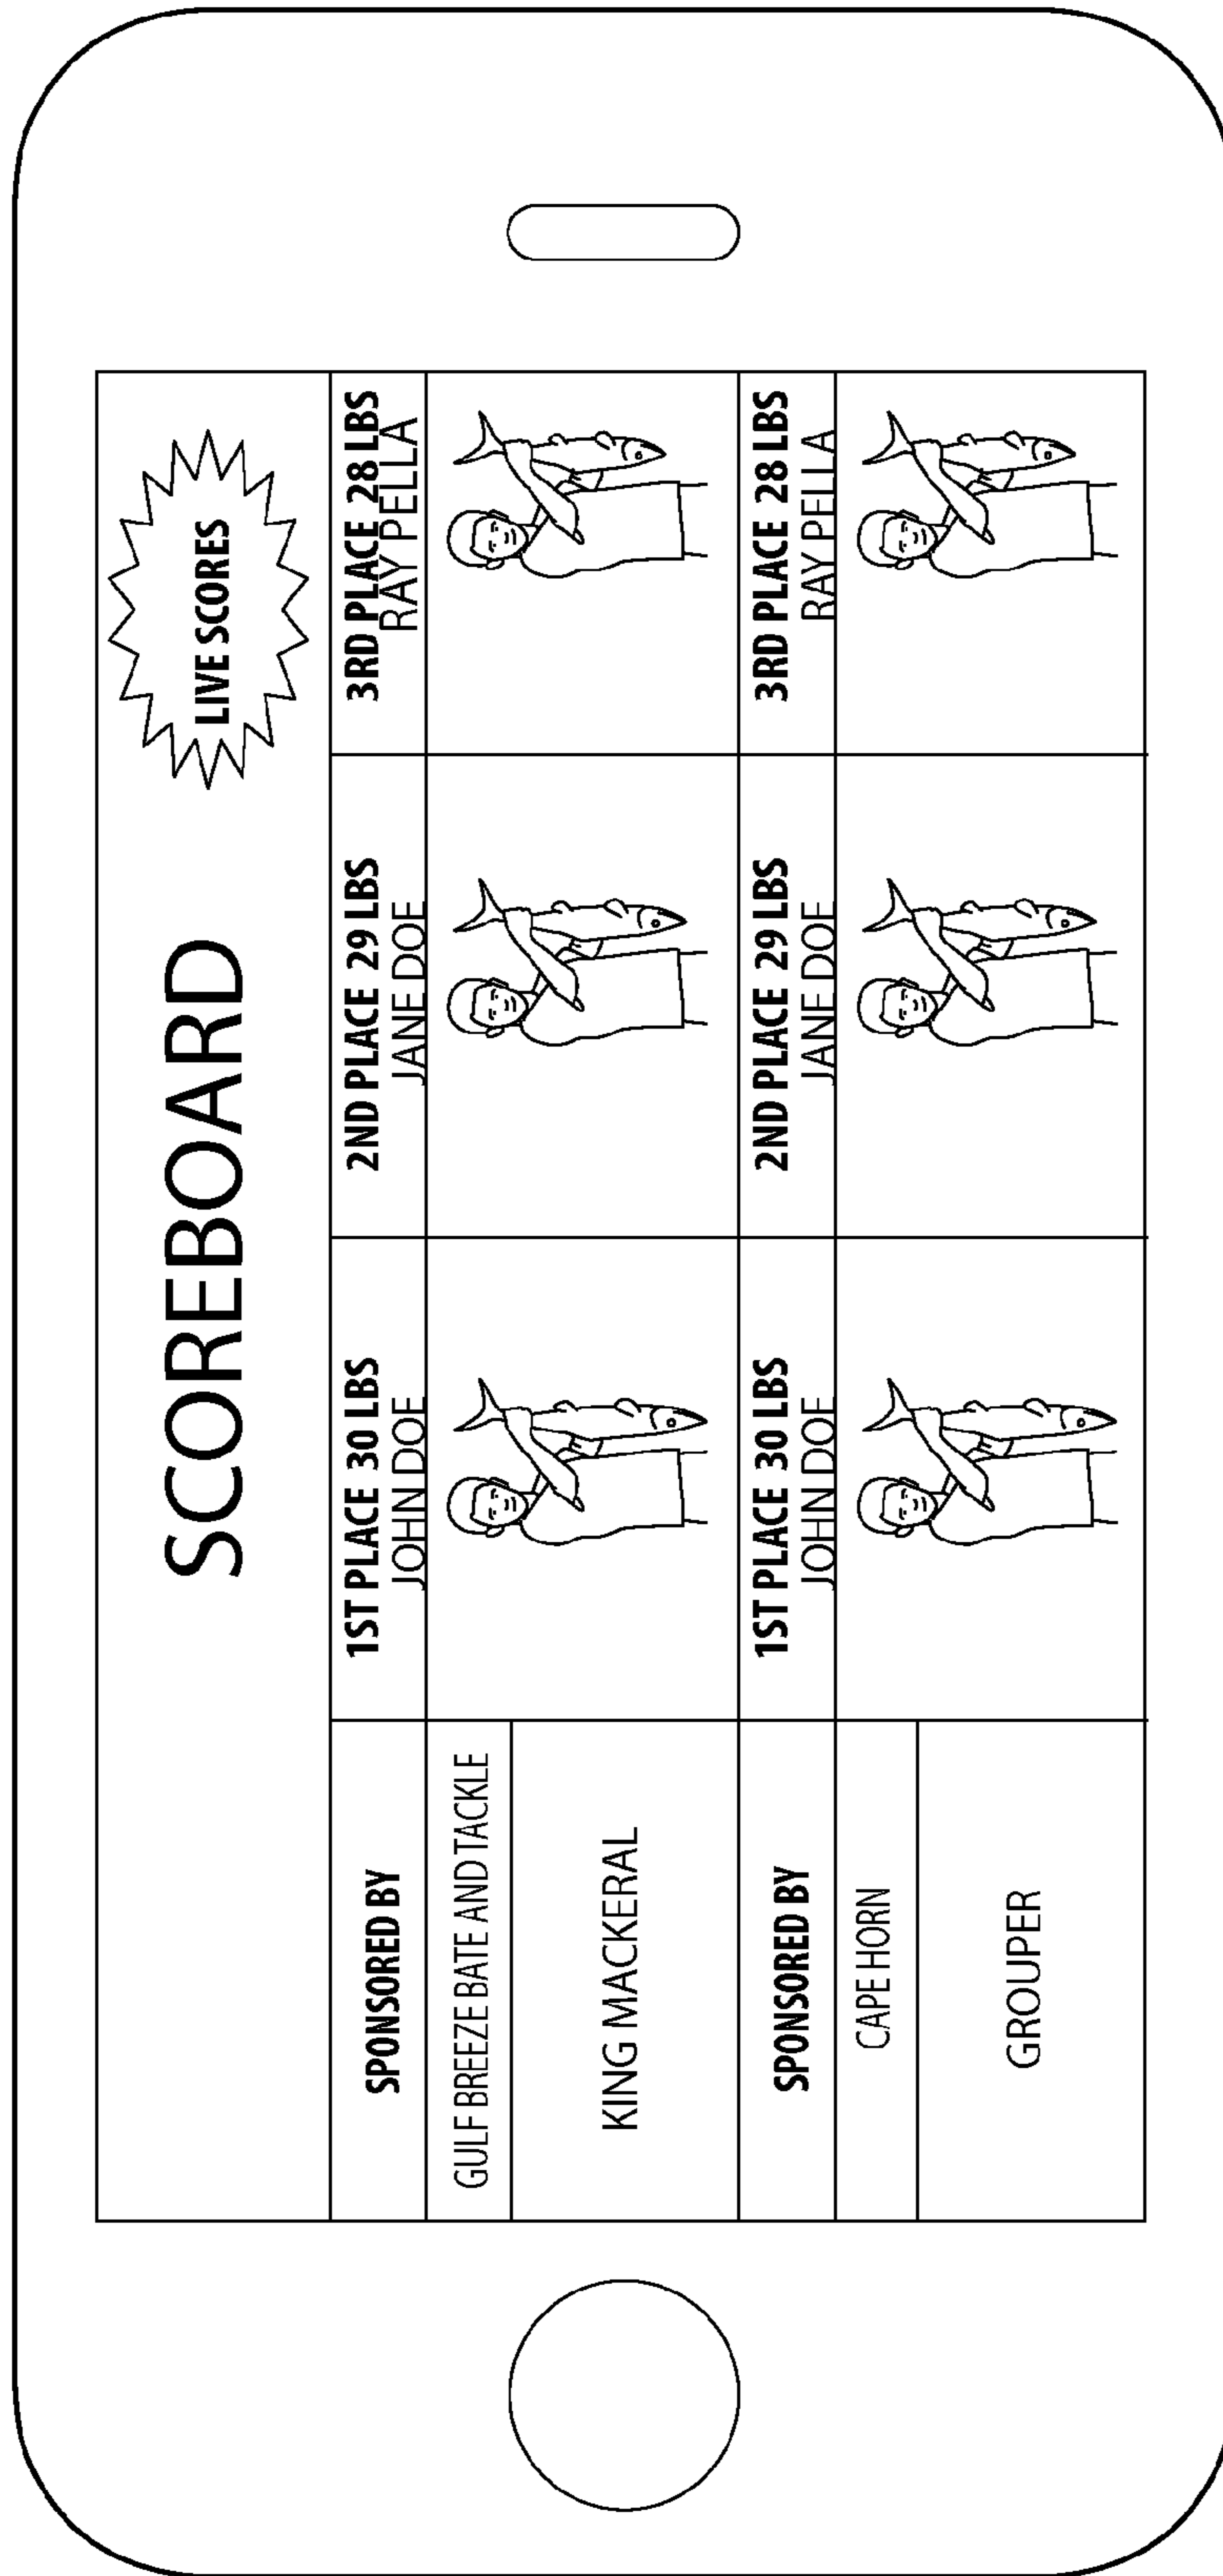 SCOREBOARD
LIVE SCORES
SPONSORED BY
1ST PLACE 30 LBS
JOHN DOE
2ND PLACE 29 LBS
JANE DOE
3RD PLACE 28 LBS
RAY PELLA
GULF BREEZE BATE AND TACKLE
KING MACKERAL
SPONSORED BY
1ST PLACE 30 LBS
JOHN DOE
2ND PLACE 29 LBS
JANE DOE
3RD PLACE 28 LBS
RAY PELLA
CAPE HORN
GROUPER